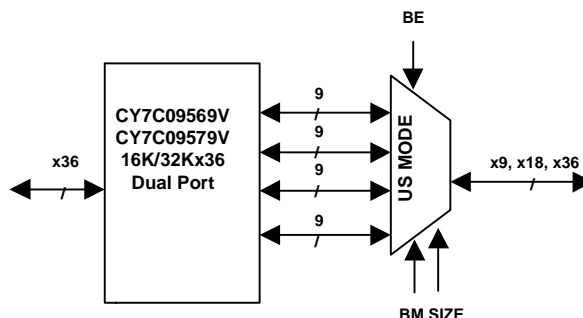 BE
CY7C09569V
CY7C09579V
16K/32Kx36
Dual Port
x36
9
9
9
9
US MODE
x9, x18, x36
BM SIZE